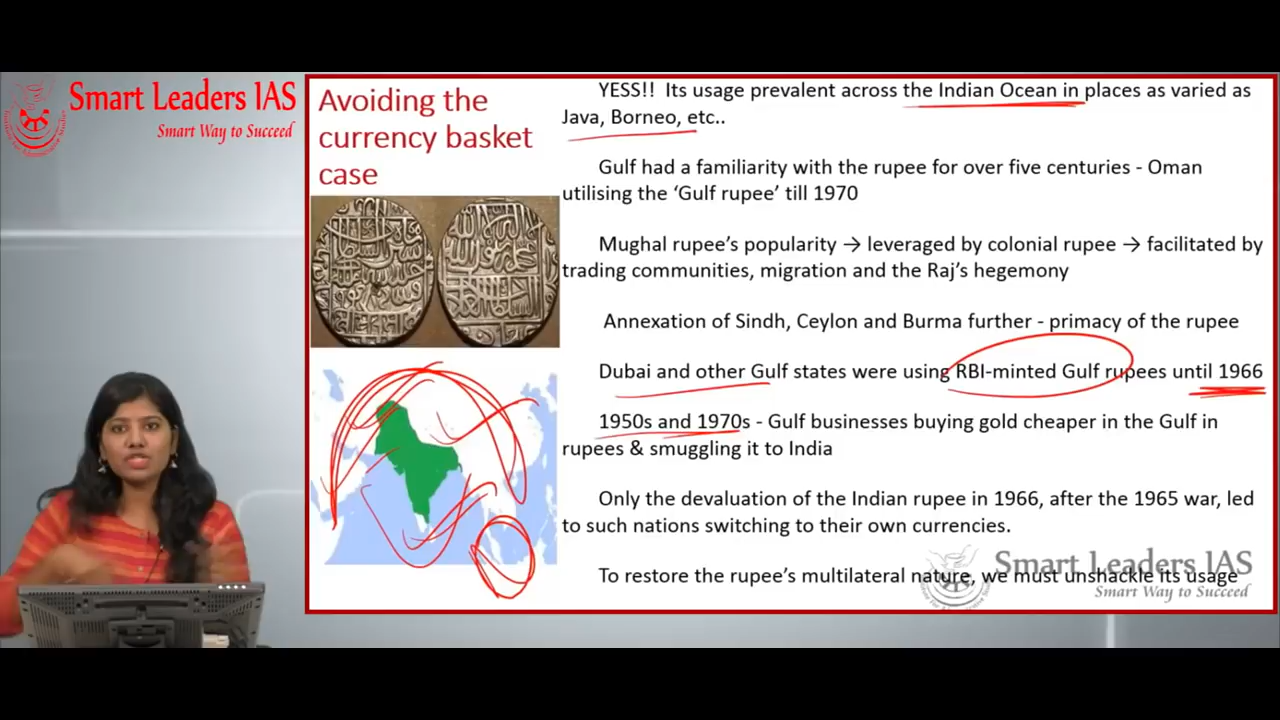 Smart Leaders IAS
Smart Way to Succeed
Avoiding the
currency basket
case
YESS!! Its usage prevalent across the Indian Ocean in places as varied as
Java, Borneo, etc..
Gulf had a familiarity with the rupee for over five centuries - Oman
utilising the ‘Gulf rupee’ till 1970
Mughal rupee’s popularity → leveraged by colonial rupee → facilitated by
trading communities, migration and the Raj’s hegemony
Annexation of Sindh, Ceylon and Burma further - primacy of the rupee
Dubai and other Gulf states were using RBI-minted Gulf rupees until 1966
1950s and 1970s - Gulf businesses buying gold cheaper in the Gulf in
rupees & smuggling it to India
Only the devaluation of the Indian rupee in 1966, after the 1965 war, led
to such nations switching to their own currencies.
To restore the rupee’s multilateral nature, we must unshackle its usage
Smart Leaders IAS
Smart Way to Succeed